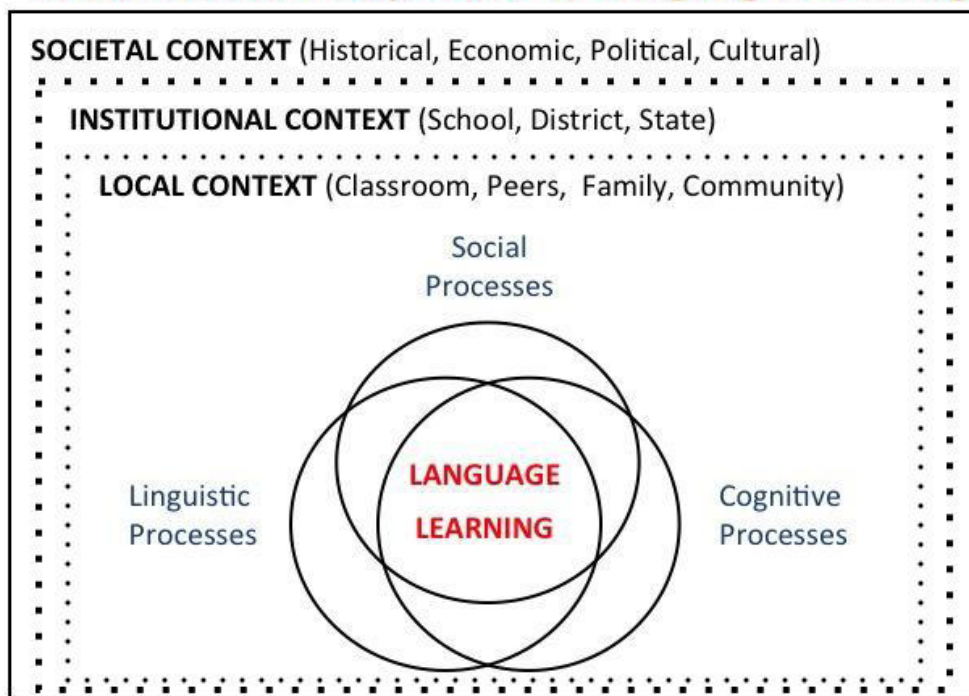 SOCIETAL CONTEXT (Historical, Economic, Political, Cultural)
INSTITUTIONAL CONTEXT (School, District, State)
LOCAL CONTEXT (Classroom, Peers, Family, Community)
Social
Processes
LANGUAGE
LEARNING
Linguistic
Processes
Cognitive
Processes